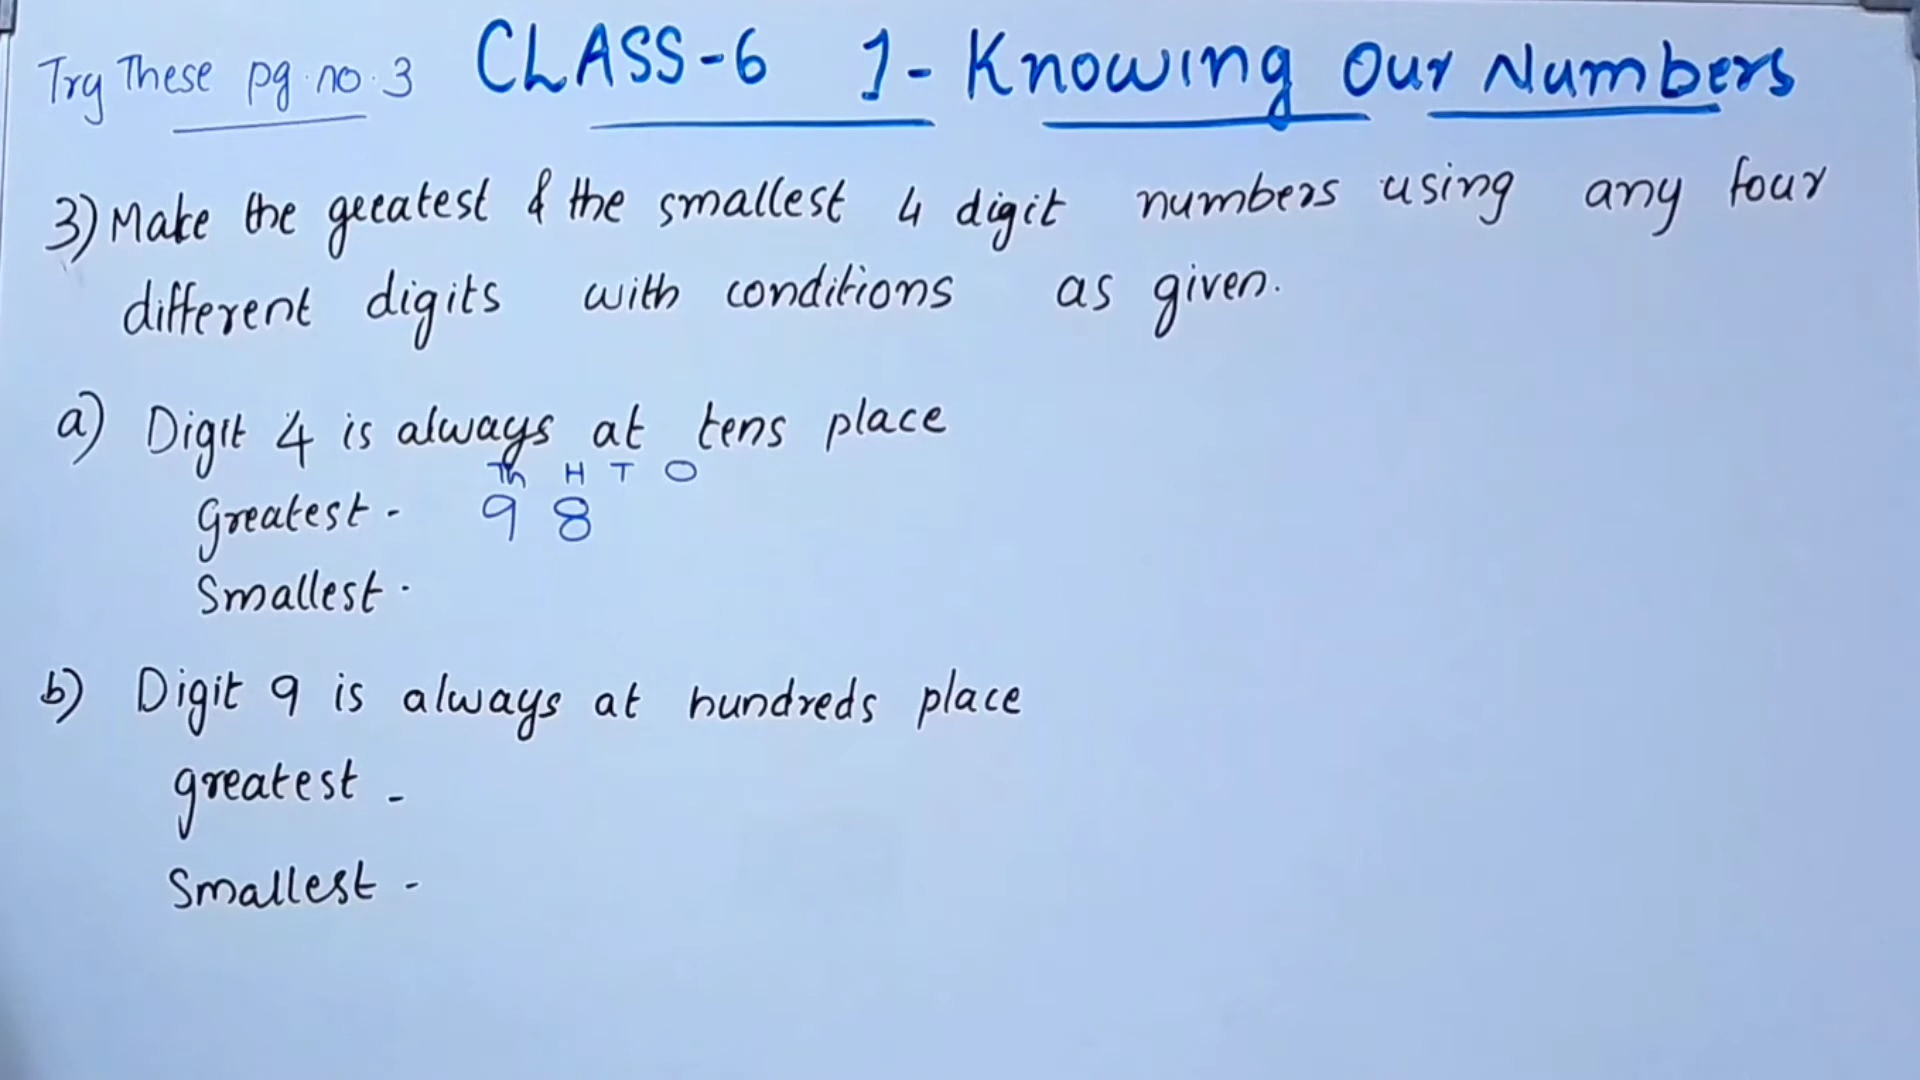 Try These pg.no.3 CLASS-6 1- Knowing Our Numbers
3) Make the greatest & the smallest 4 digit numbers using any four
different digits with conditions as given.
a) Digit 4 is always at tens place
Th H T O
Greatest - 9 8
Smallest -
b) Digit 9 is always at hundreds place
greatest -
Smallest -